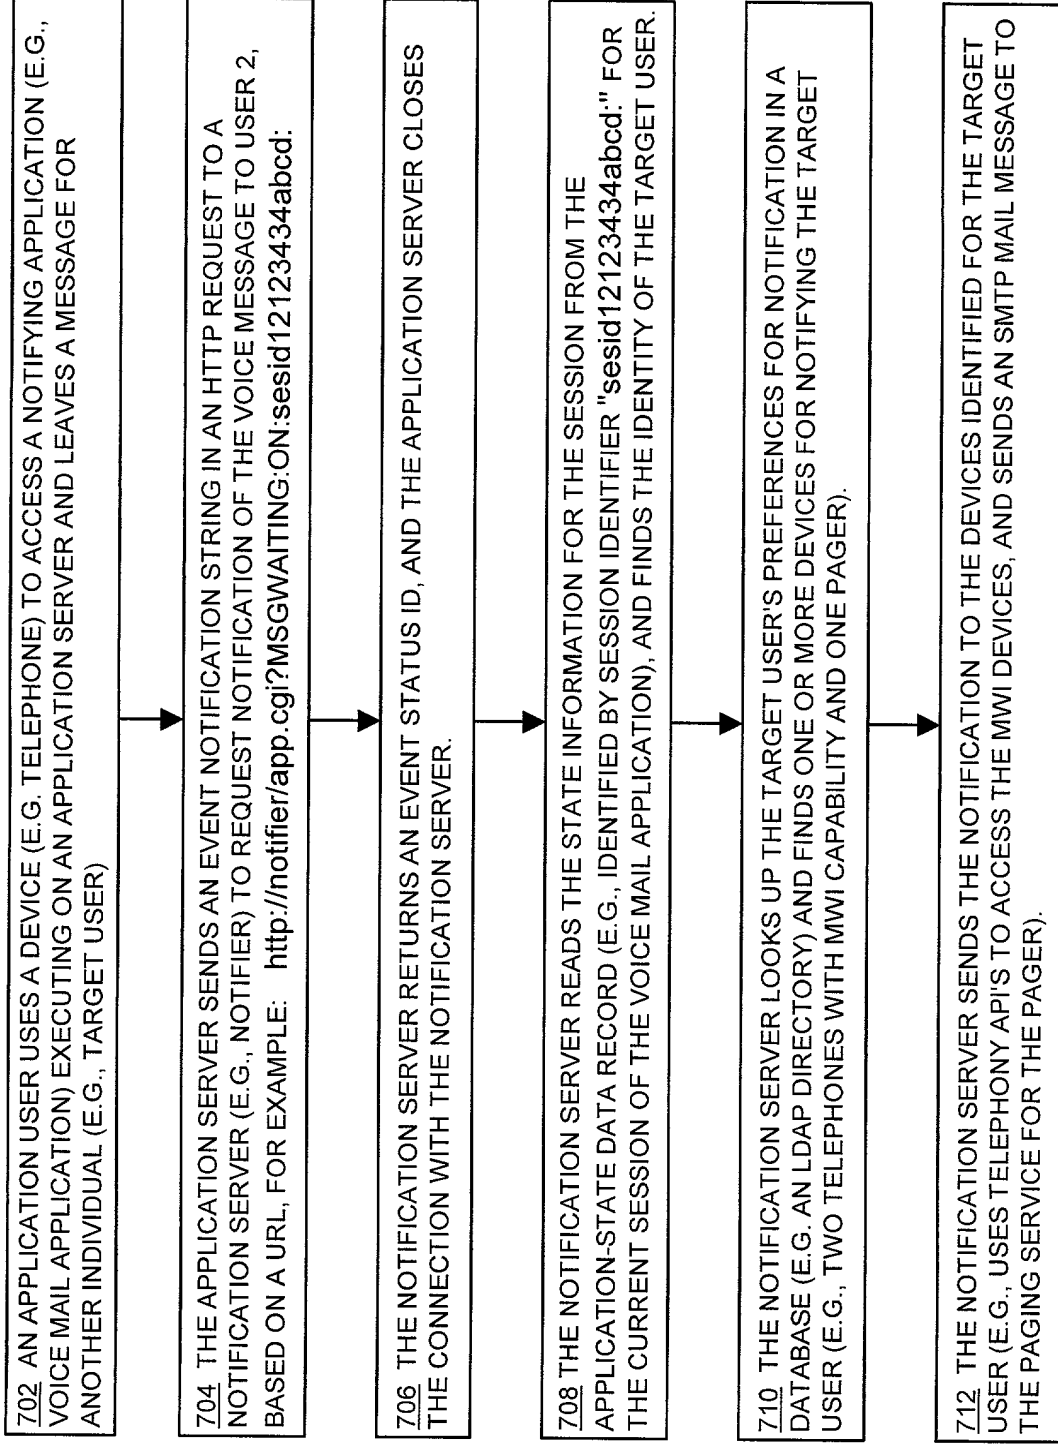 702 AN APPLICATION USER USES A DEVICE (E.G. TELEPHONE) TO ACCESS A NOTIFYING APPLICATION (E.G.,
VOICE MAIL APPLICATION) EXECUTING ON AN APPLICATION SERVER AND LEAVES A MESSAGE FOR
ANOTHER INDIVIDUAL (E.G., TARGET USER)
704 THE APPLICATION SERVER SENDS AN EVENT NOTIFICATION STRING IN AN HTTP REQUEST TO A
NOTIFICATION SERVER (E.G., NOTIFIER) TO REQUEST NOTIFICATION OF THE VOICE MESSAGE TO USER 2,
BASED ON A URL, FOR EXAMPLE: http://notifier/app.cgi?MSGWAITING:ON:sesid12123434abcd:
706 THE NOTIFICATION SERVER RETURNS AN EVENT STATUS ID, AND THE APPLICATION SERVER CLOSES
THE CONNECTION WITH THE NOTIFICATION SERVER.
708 THE NOTIFICATION SERVER READS THE STATE INFORMATION FOR THE SESSION FROM THE
APPLICATION-STATE DATA RECORD (E.G., IDENTIFIED BY SESSION IDENTIFIER "sesid12123434abcd:" FOR
THE CURRENT SESSION OF THE VOICE MAIL APPLICATION), AND FINDS THE IDENTITY OF THE TARGET USER.
710 THE NOTIFICATION SERVER LOOKS UP THE TARGET USER'S PREFERENCES FOR NOTIFICATION IN A
DATABASE (E.G. AN LDAP DIRECTORY) AND FINDS ONE OR MORE DEVICES FOR NOTIFYING THE TARGET
USER (E.G., TWO TELEPHONES WITH MWI CAPABILITY AND ONE PAGER).
712 THE NOTIFICATION SERVER SENDS THE NOTIFICATION TO THE DEVICES IDENTIFIED FOR THE TARGET
USER (E.G., USES TELEPHONY API'S TO ACCESS THE MWI DEVICES, AND SENDS AN SMTP MAIL MESSAGE TO
THE PAGING SERVICE FOR THE PAGER).